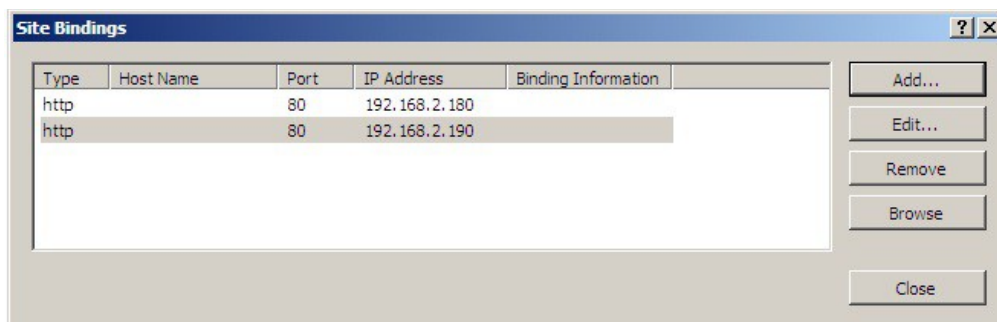 Site Bindings ? X
Type Host Name Port IP Address Binding Information
http 80 192.168.2.180
http 80 192.168.2.190
Add...
Edit...
Remove
Browse
Close